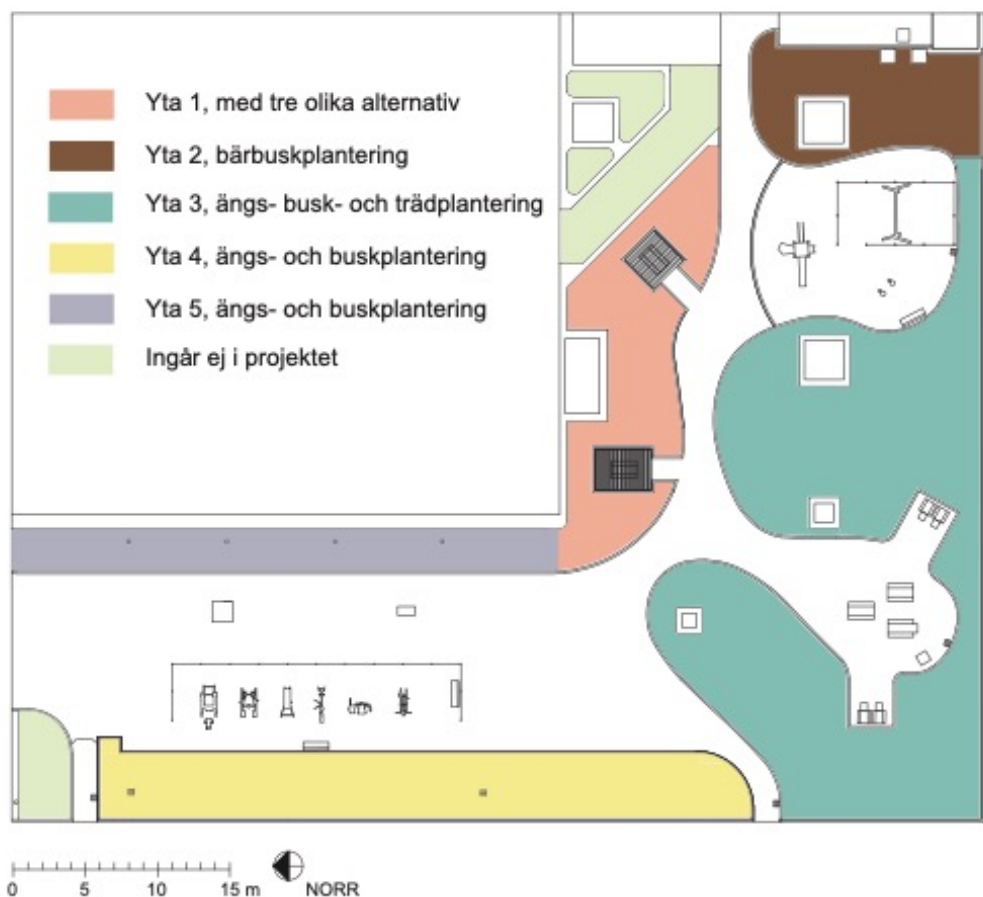 Yta 1, med tre olika alternativ
Yta 2, bärbuskplantering
Yta 3, ängs- busk- och trädplantering
Yta 4, ängs- och buskplantering
Yta 5, ängs- och buskplantering
Ingår ej i projektet
0 5 10 15 m NORR